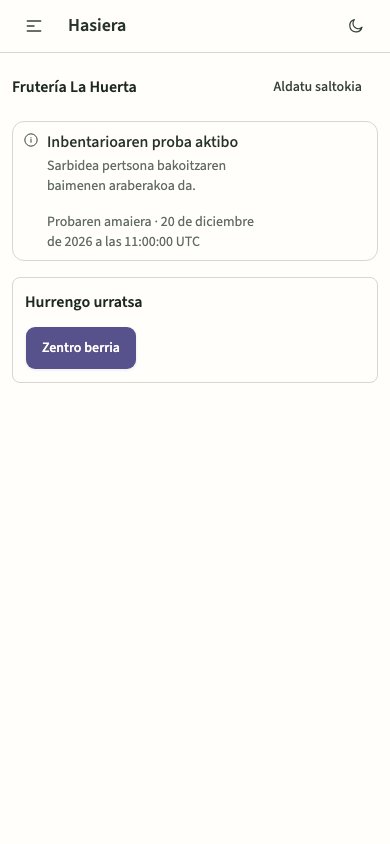 Hasiera
Frutería La Huerta
Aldatu saltokia
Inbentarioaren proba aktibo
Sarbidea pertsona bakoitzaren
baimenen araberakoa da.
Probaren amaiera · 20 de diciembre
de 2026 a las 11:00:00 UTC
Hurrengo urratsa
Zentro berria